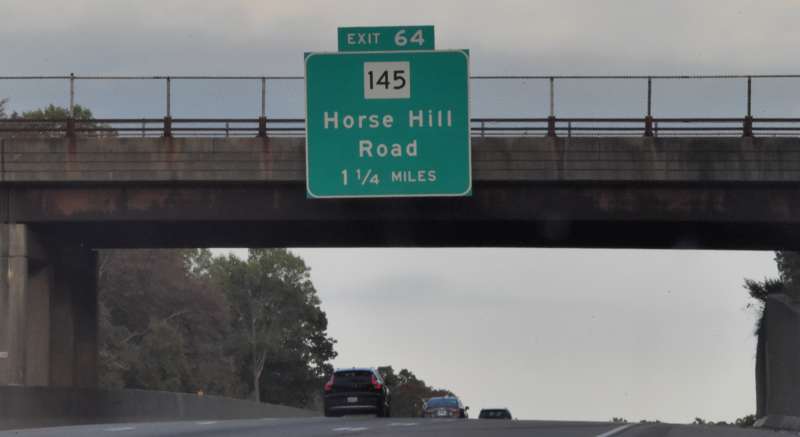 EXIT 64
145
Horse Hill
Road
1 1/4 MILES